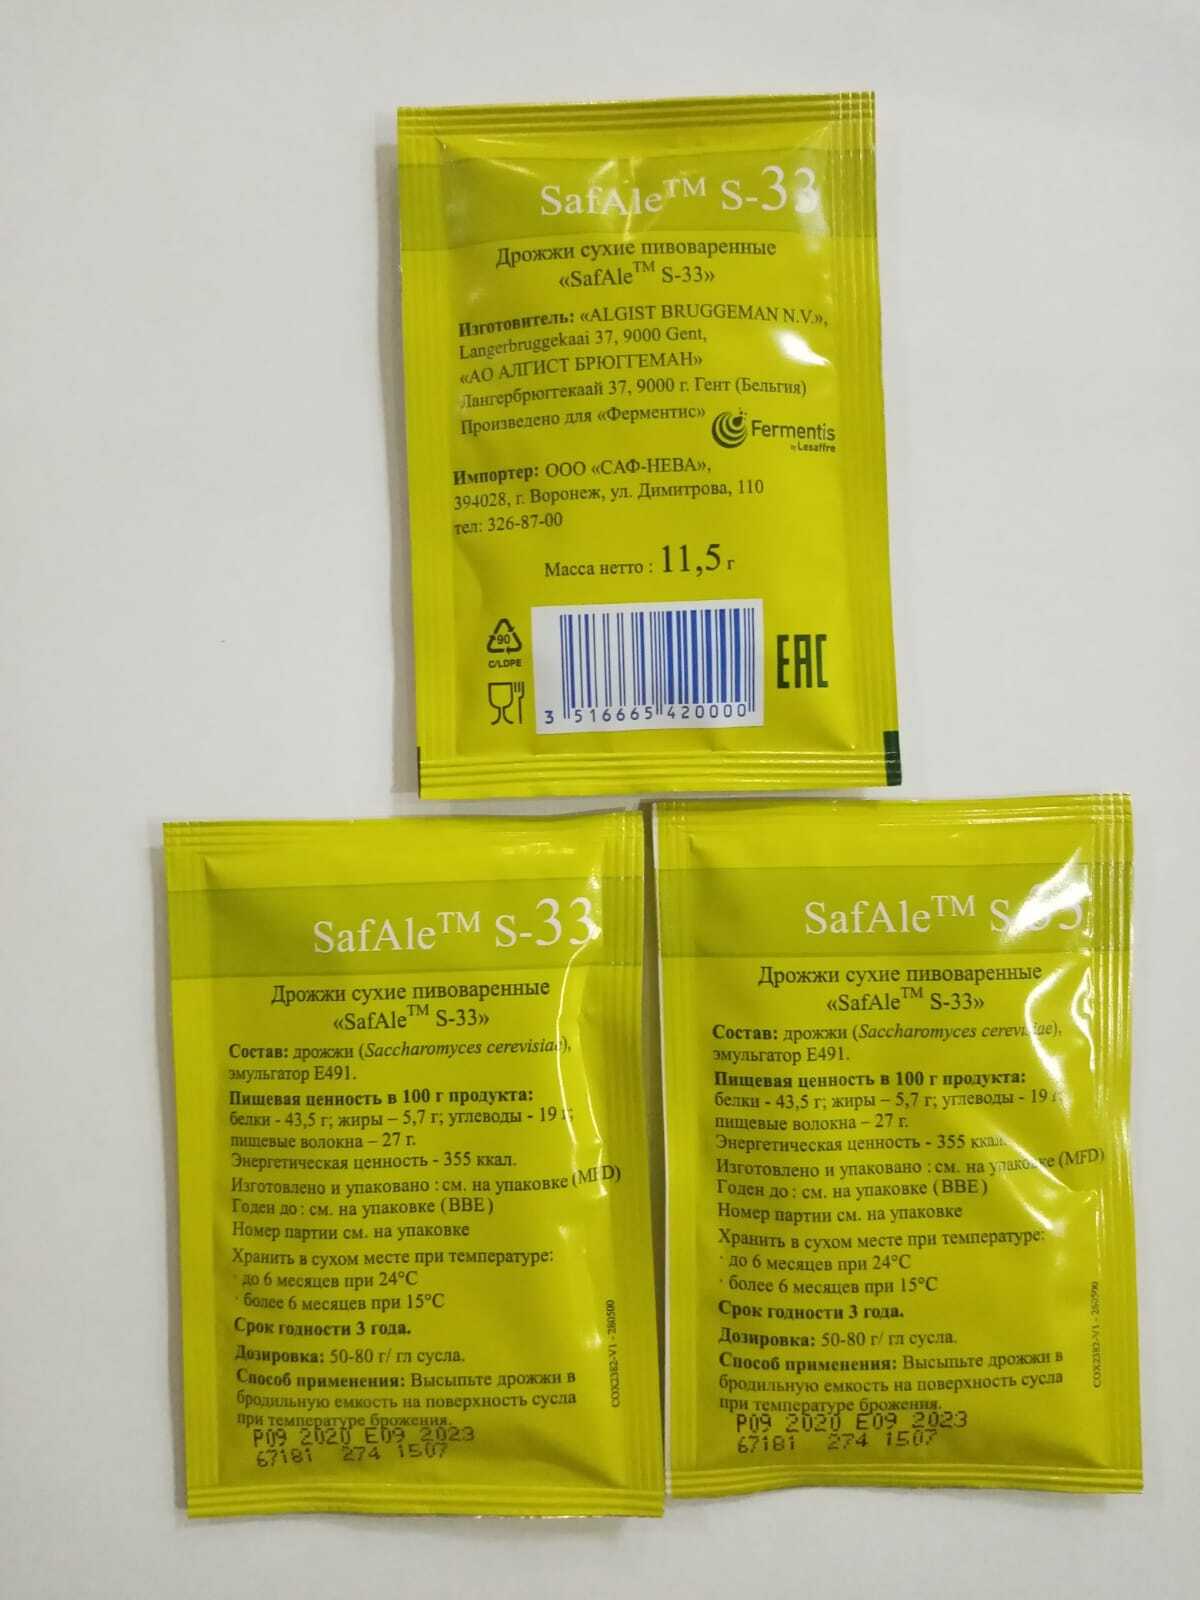 SafAle™ S-33
Дрожжи сухие пивоваренные
«SafAle™ S-33»
Изготовитель: «ALGIST BRUGGEMAN N.V.»,
Langerbruggekaai 37, 9000 Gent,
«АО АЛГИСТ БРЮГГЕМАН»
Лангербрюггекаай 37, 9000 г. Гент (Бельгия)
Произведено для «Ферментис»
Fermentis
by Lesaffre
Импортер: ООО «САФ-НЕВА»,
394028, г. Воронеж, ул. Димитрова, 110
тел: 326-87-00
Масса нетто : 11,5 г
90
C/LDPE
3 516665 420000
EAC
SafAle™ S-33
Дрожжи сухие пивоваренные
«SafAle™ S-33»
Состав: дрожжи (Saccharomyces cerevisiae),
эмульгатор Е491.
Пищевая ценность в 100 г продукта:
белки - 43,5 г; жиры – 5,7 г; углеводы - 19 г;
пищевые волокна – 27 г.
Энергетическая ценность - 355 ккал.
Изготовлено и упаковано : см. на упаковке (MFD)
Годен до : см. на упаковке (BBE)
Номер партии см. на упаковке
Хранить в сухом месте при температуре:
· до 6 месяцев при 24°С
· более 6 месяцев при 15°С
Срок годности 3 года.
Дозировка: 50-80 г/ гл сусла.
Способ применения: Высыпьте дрожжи в
бродильную емкость на поверхность сусла
при температуре брожения.
P09 2020 E09 2023
67181 274 1507
COX2382-V1 - 280500
SafAle™ S-33
Дрожжи сухие пивоваренные
«SafAle™ S-33»
Состав: дрожжи (Saccharomyces cerevisiae),
эмульгатор Е491.
Пищевая ценность в 100 г продукта:
белки - 43,5 г; жиры – 5,7 г; углеводы - 19 г;
пищевые волокна – 27 г.
Энергетическая ценность - 355 ккал.
Изготовлено и упаковано : см. на упаковке (MFD)
Годен до : см. на упаковке (BBE)
Номер партии см. на упаковке
Хранить в сухом месте при температуре:
· до 6 месяцев при 24°С
· более 6 месяцев при 15°С
Срок годности 3 года.
Дозировка: 50-80 г/ гл сусла.
Способ применения: Высыпьте дрожжи в
бродильную емкость на поверхность сусла
при температуре брожения.
P09 2020 E09 2023
67181 274 1507
COX2382-V1 - 280500